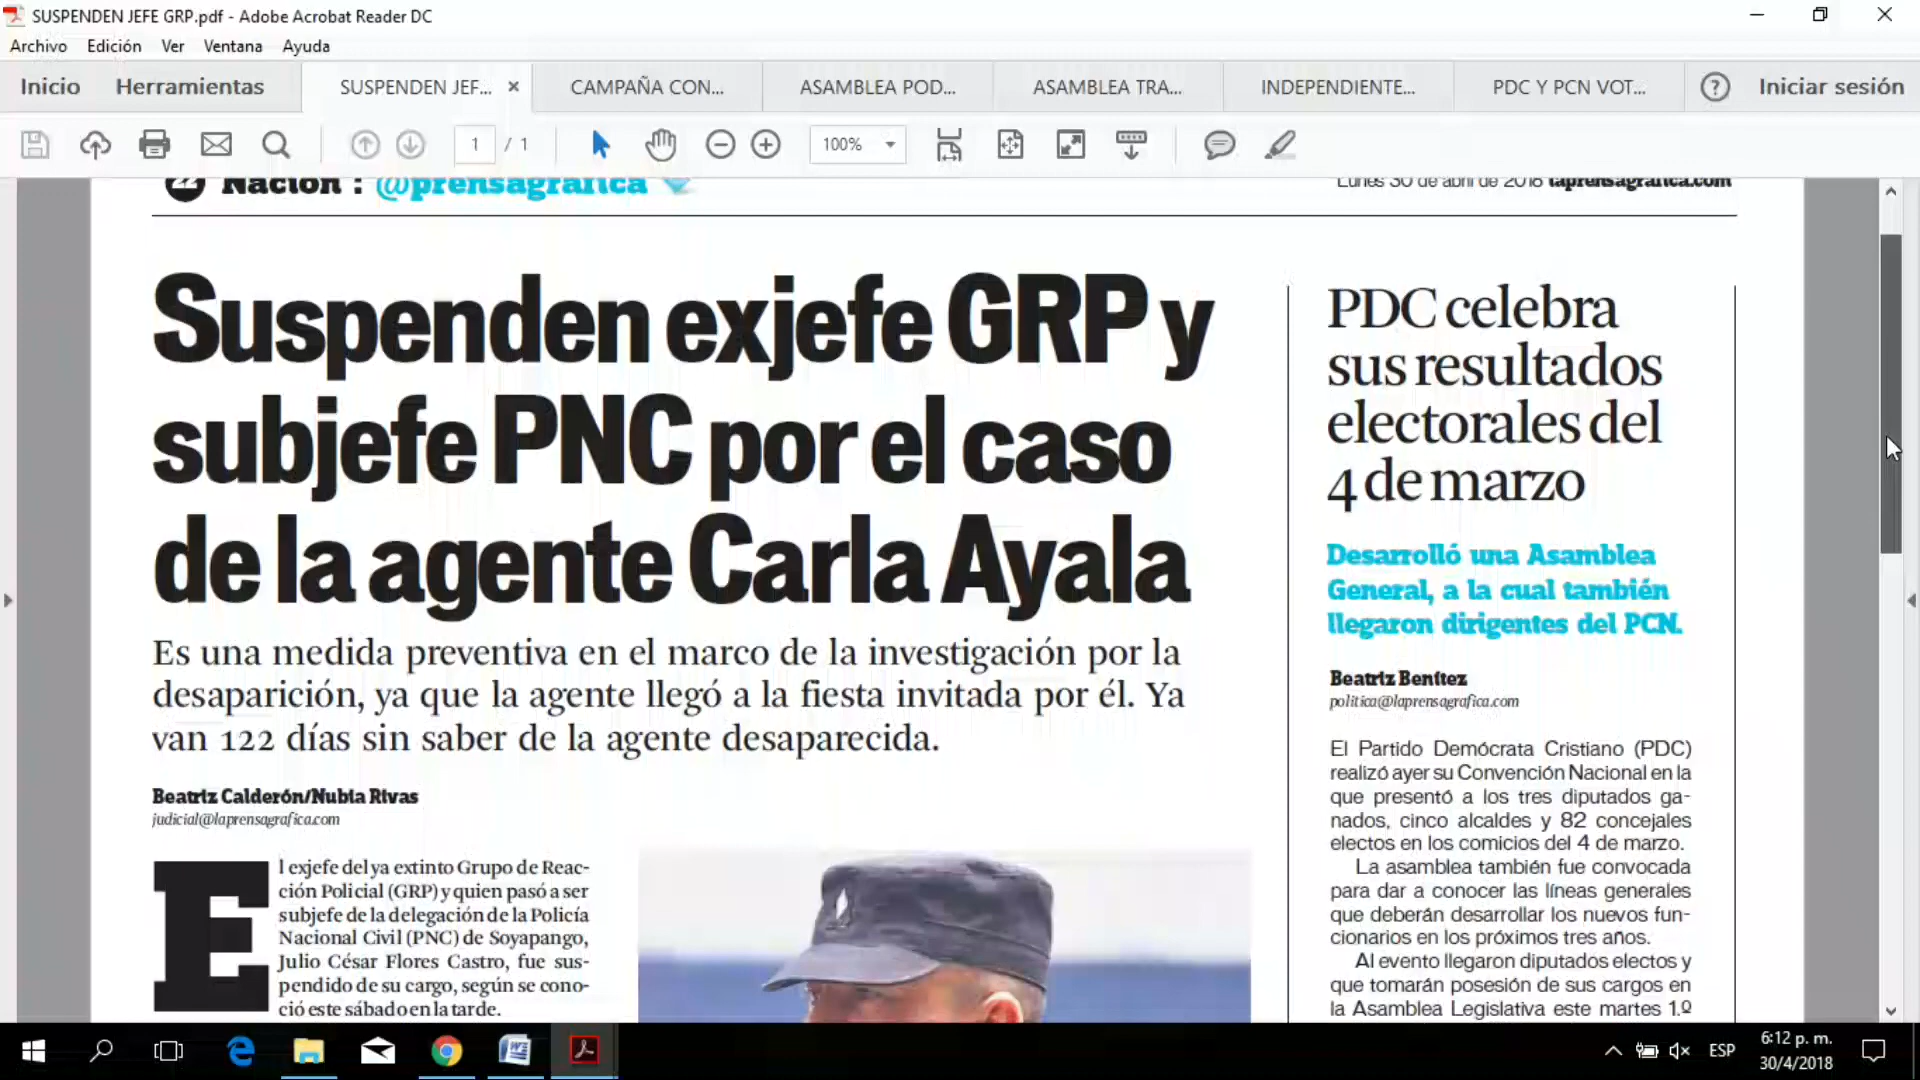 SUSPENDEN JEFE GRP.pdf - Adobe Acrobat Reader DC
Archivo Edición Ver Ventana Ayuda
Inicio Herramientas SUSPENDEN JEF... × CAMPAÑA CON... ASAMBLEA POD... ASAMBLEA TRA... INDEPENDIENTE... PDC Y PCN VOT... ? Iniciar sesión
1 / 1 100%
22 Nación : @prensagrafica
Lunes 30 de abril de 2018 laprensagrafica.com
Suspenden exjefe GRP y
subjefe PNC por el caso
de la agente Carla Ayala
Es una medida preventiva en el marco de la investigación por la
desaparición, ya que la agente llegó a la fiesta invitada por él. Ya
van 122 días sin saber de la agente desaparecida.
Beatriz Calderón/Nubia Rivas
judicial@laprensagrafica.com
El exjefe del ya extinto Grupo de Reac-
ción Policial (GRP) y quien pasó a ser
subjefe de la delegación de la Policía
Nacional Civil (PNC) de Soyapango,
Julio César Flores Castro, fue sus-
pendido de su cargo, según se cono-
ció este sábado en la tarde.
PDC celebra
sus resultados
electorales del
4 de marzo
Desarrolló una Asamblea
General, a la cual también
llegaron dirigentes del PCN.
Beatriz Benítez
politica@laprensagrafica.com
El Partido Demócrata Cristiano (PDC)
realizó ayer su Convención Nacional en la
que presentó a los tres diputados ga-
nados, cinco alcaldes y 82 concejales
electos en los comicios del 4 de marzo.
La asamblea también fue convocada
para dar a conocer las líneas generales
que deberán desarrollar los nuevos fun-
cionarios en los próximos tres años.
Al evento llegaron diputados electos y
que tomarán posesión de sus cargos en
la Asamblea Legislativa este martes 1.º
ESP
6:12 p. m.
30/4/2018